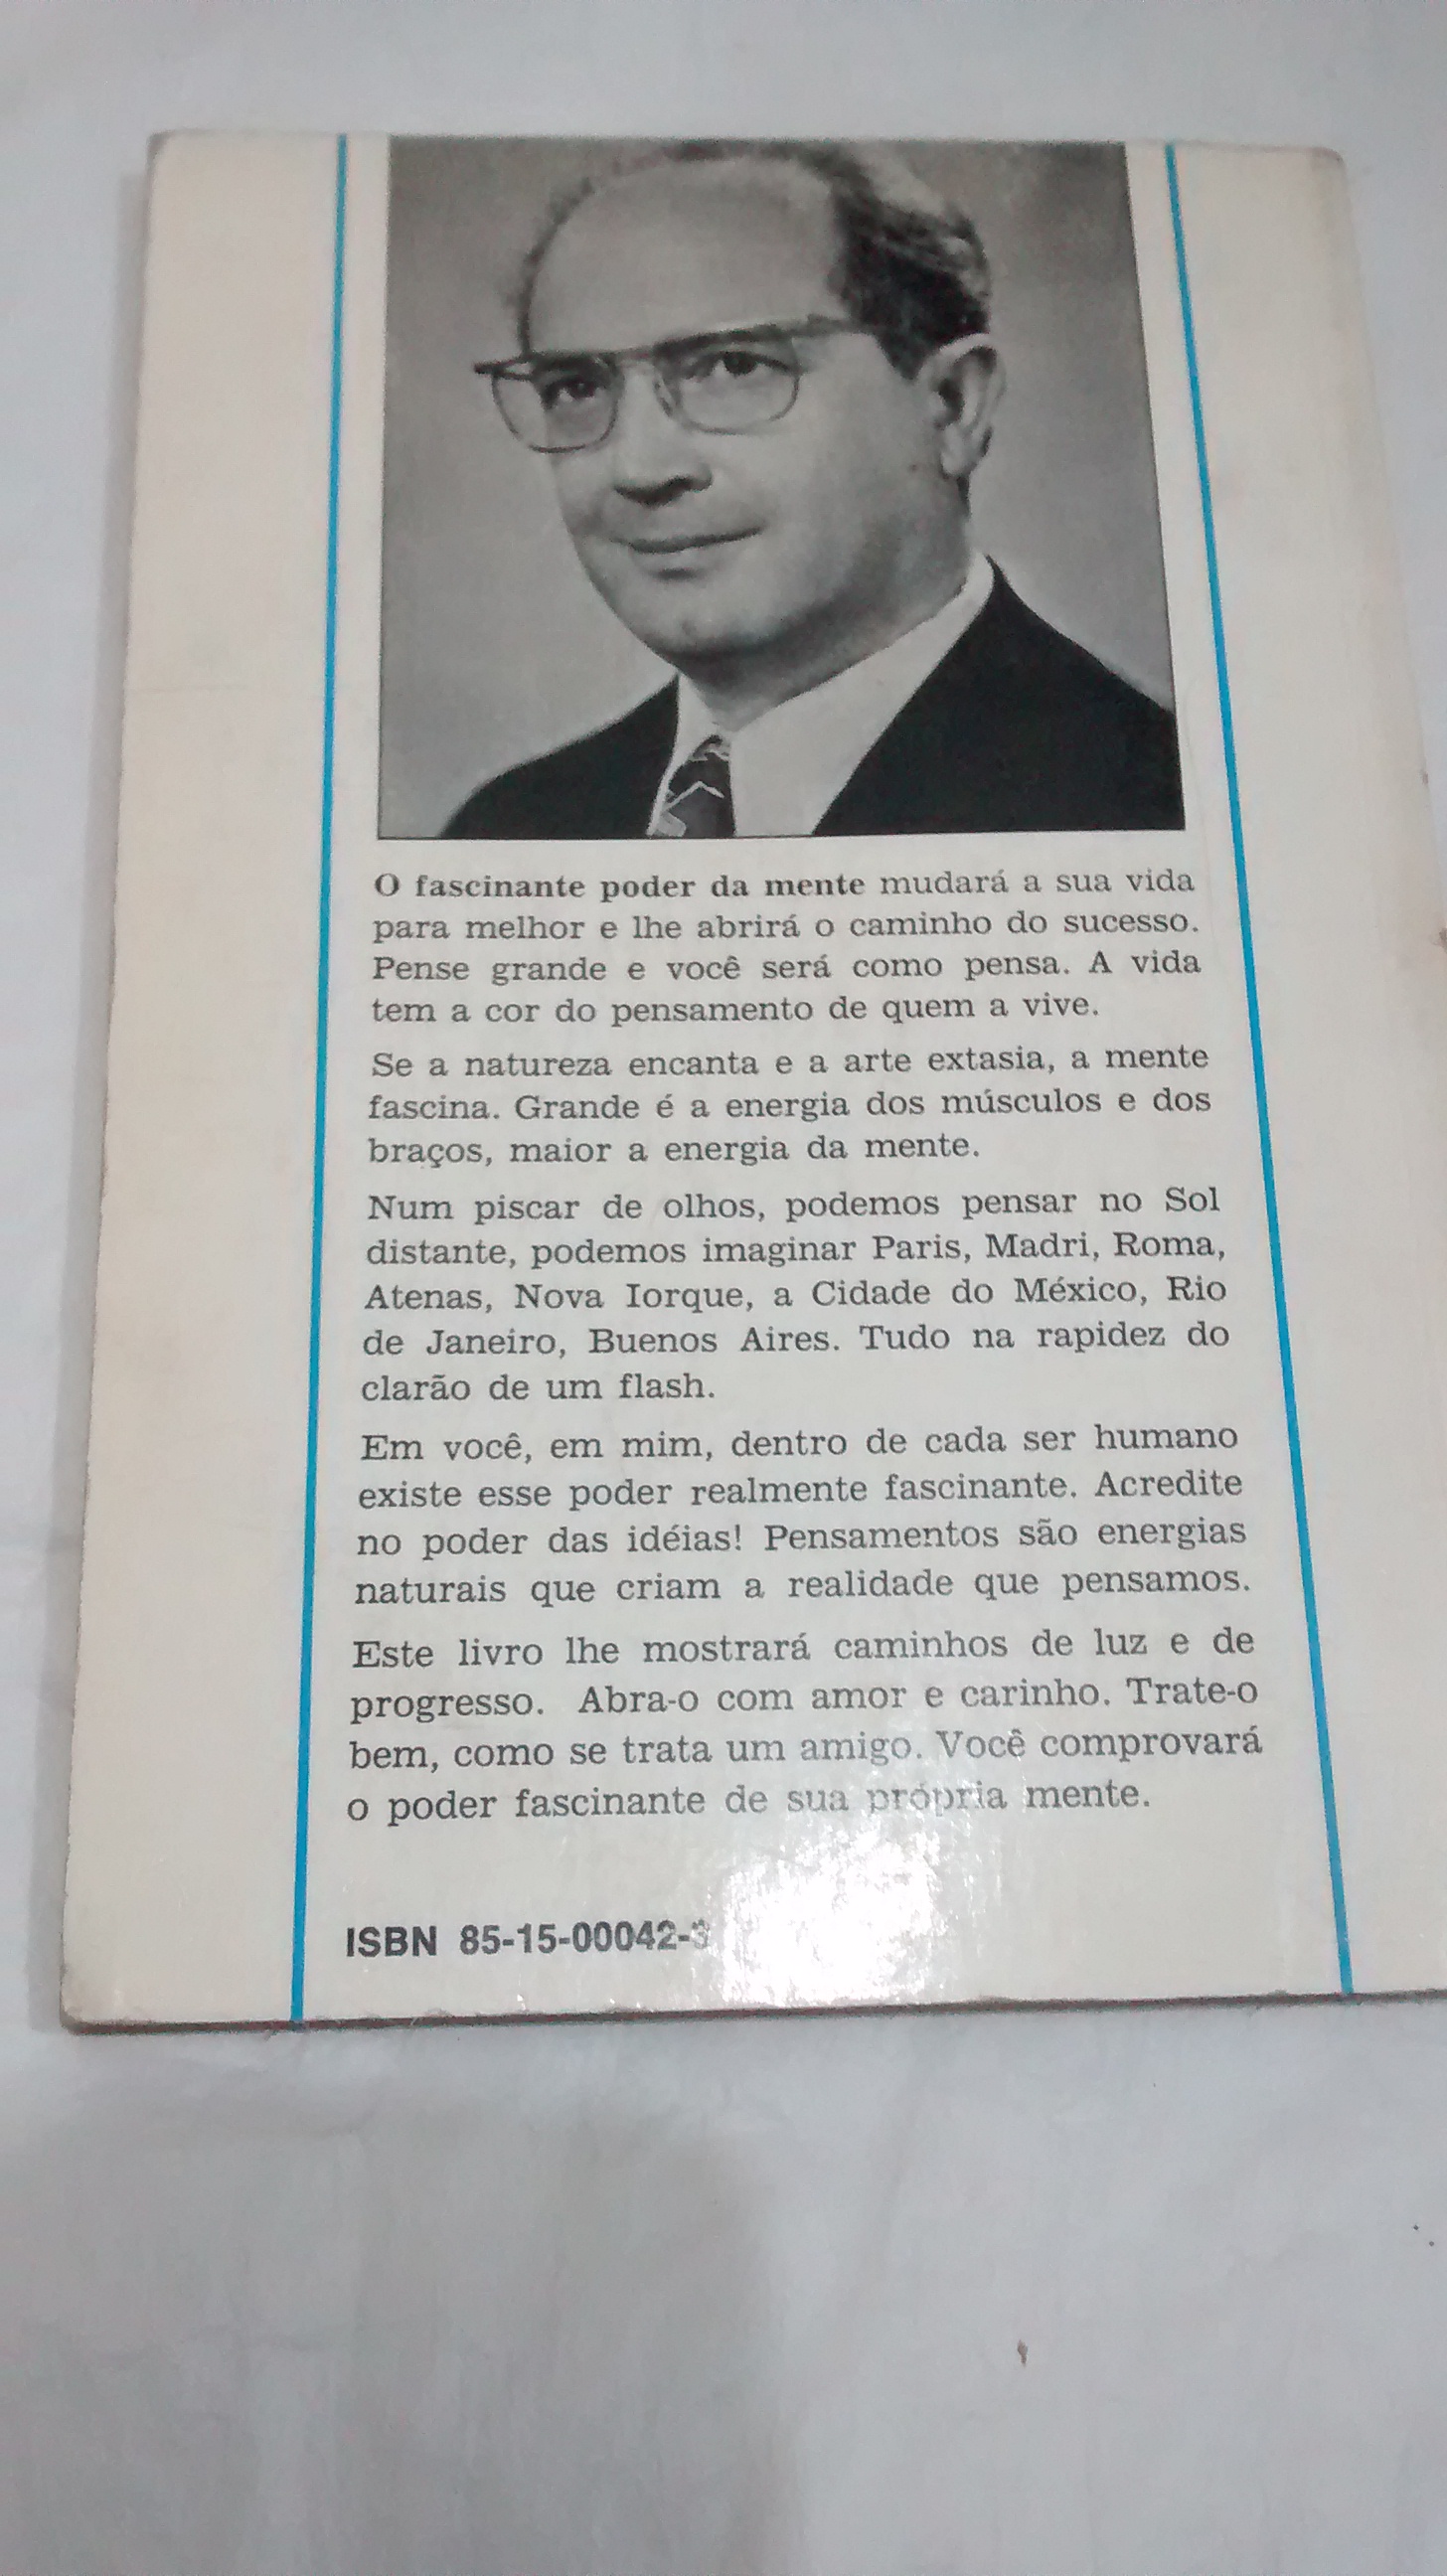 O fascinante poder da mente mudará a sua vida
para melhor e lhe abrirá o caminho do sucesso.
Pense grande e você será como pensa. A vida
tem a cor do pensamento de quem a vive.
Se a natureza encanta e a arte extasia, a mente
fascina. Grande é a energia dos músculos e dos
braços, maior a energia da mente.
Num piscar de olhos, podemos pensar no Sol
distante, podemos imaginar Paris, Madri, Roma,
Atenas, Nova Iorque, a Cidade do México, Rio
de Janeiro, Buenos Aires. Tudo na rapidez do
clarão de um flash.
Em você, em mim, dentro de cada ser humano
existe esse poder realmente fascinante. Acredite
no poder das idéias! Pensamentos são energias
naturais que criam a realidade que pensamos.
Este livro lhe mostrará caminhos de luz e de
progresso. Abra-o com amor e carinho. Trate-o
bem, como se trata um amigo. Você comprovará
o poder fascinante de sua própria mente.
ISBN 85-15-00042-3